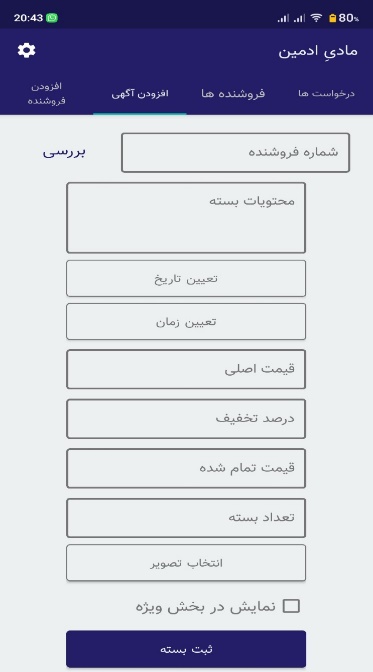 20:43
80%
مادیِ ادمین
درخواست ها
فروشنده ها
افزودن آگهی
افزودن
فروشنده
شماره فروشنده
بررسی
محتویات بسته
تعیین تاریخ
تعیین زمان
قیمت اصلی
درصد تخفیف
قیمت تمام شده
تعداد بسته
انتخاب تصویر
نمایش در بخش ویژه
ثبت بسته